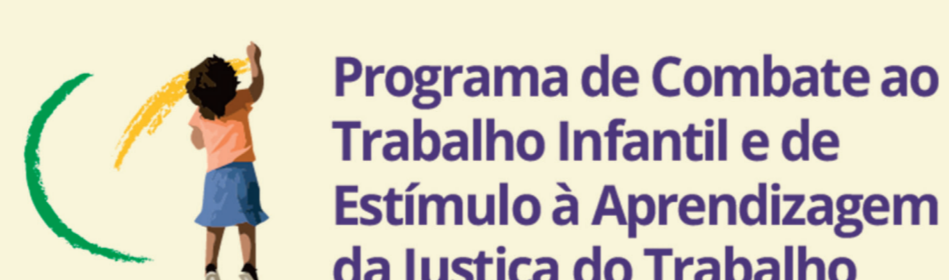 Programa de Combate ao
Trabalho Infantil e de
Estímulo à Aprendizagem
da Justiça do Trabalho